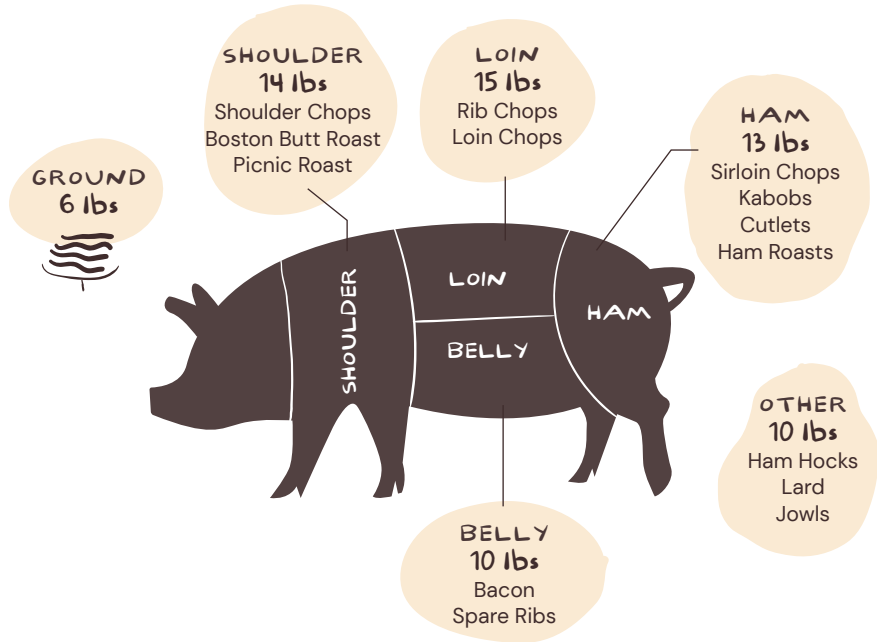 SHOULDER
14 lbs
Shoulder Chops
Boston Butt Roast
Picnic Roast
LOIN
15 lbs
Rib Chops
Loin Chops
HAM
13 lbs
Sirloin Chops
Kabobs
Cutlets
Ham Roasts
GROUND
6 lbs
SHOULDER
LOIN
BELLY
HAM
OTHER
10 lbs
Ham Hocks
Lard
Jowls
BELLY
10 lbs
Bacon
Spare Ribs